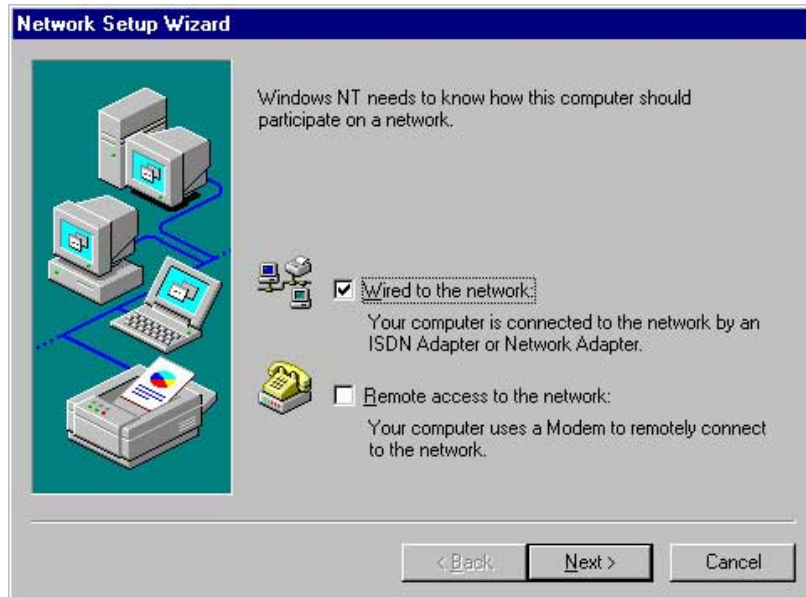 Network Setup Wizard
Windows NT needs to know how this computer should
participate on a network.
Wired to the network:
Your computer is connected to the network by an
ISDN Adapter or Network Adapter.
Remote access to the network:
Your computer uses a Modem to remotely connect
to the network.
< Back
Next >
Cancel